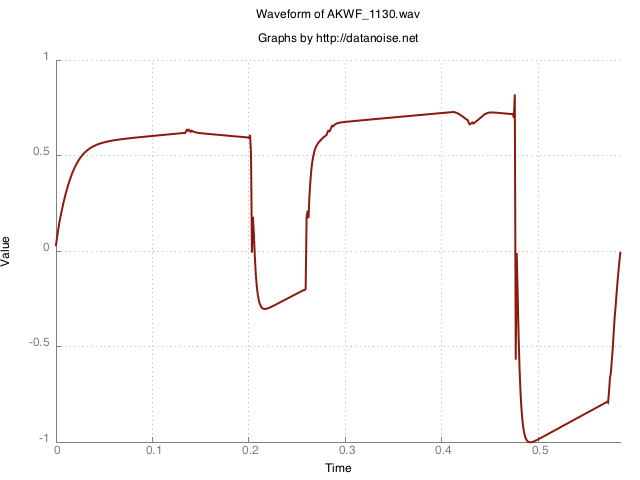 Waveform of AKWF_1130.wav
Graphs by http://datanoise.net
1
0.5
0
-0.5
-1
Value
0 0.1 0.2 0.3 0.4 0.5
Time